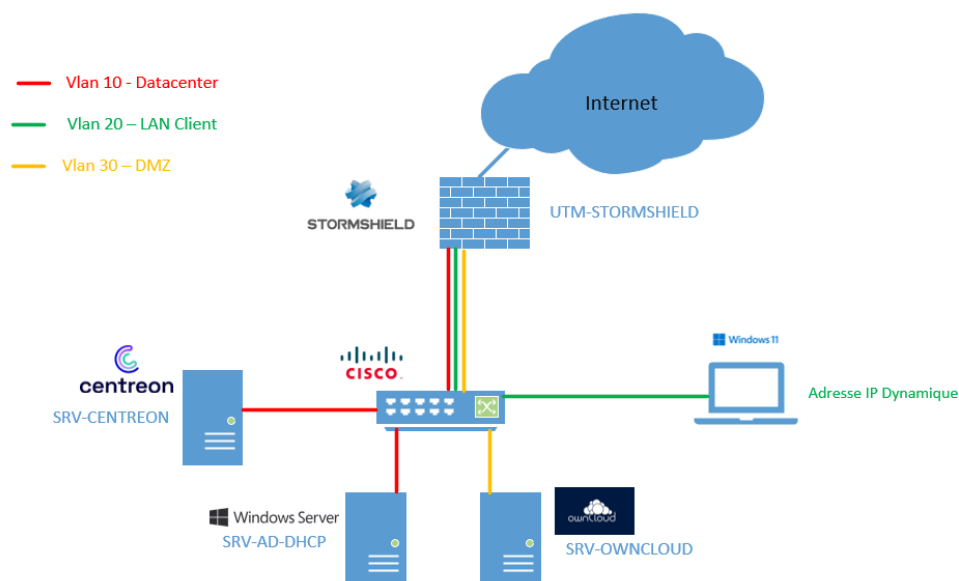 Internet
Vlan 10 - Datacenter
Vlan 20 – LAN Client
Vlan 30 – DMZ
STORMSHIELD
UTM-STORMSHIELD
Windows 11
CISCO
centreon
SRV-CENTREON
Adresse IP Dynamique
Windows Server
SRV-AD-DHCP
ownCloud
SRV-OWNCLOUD